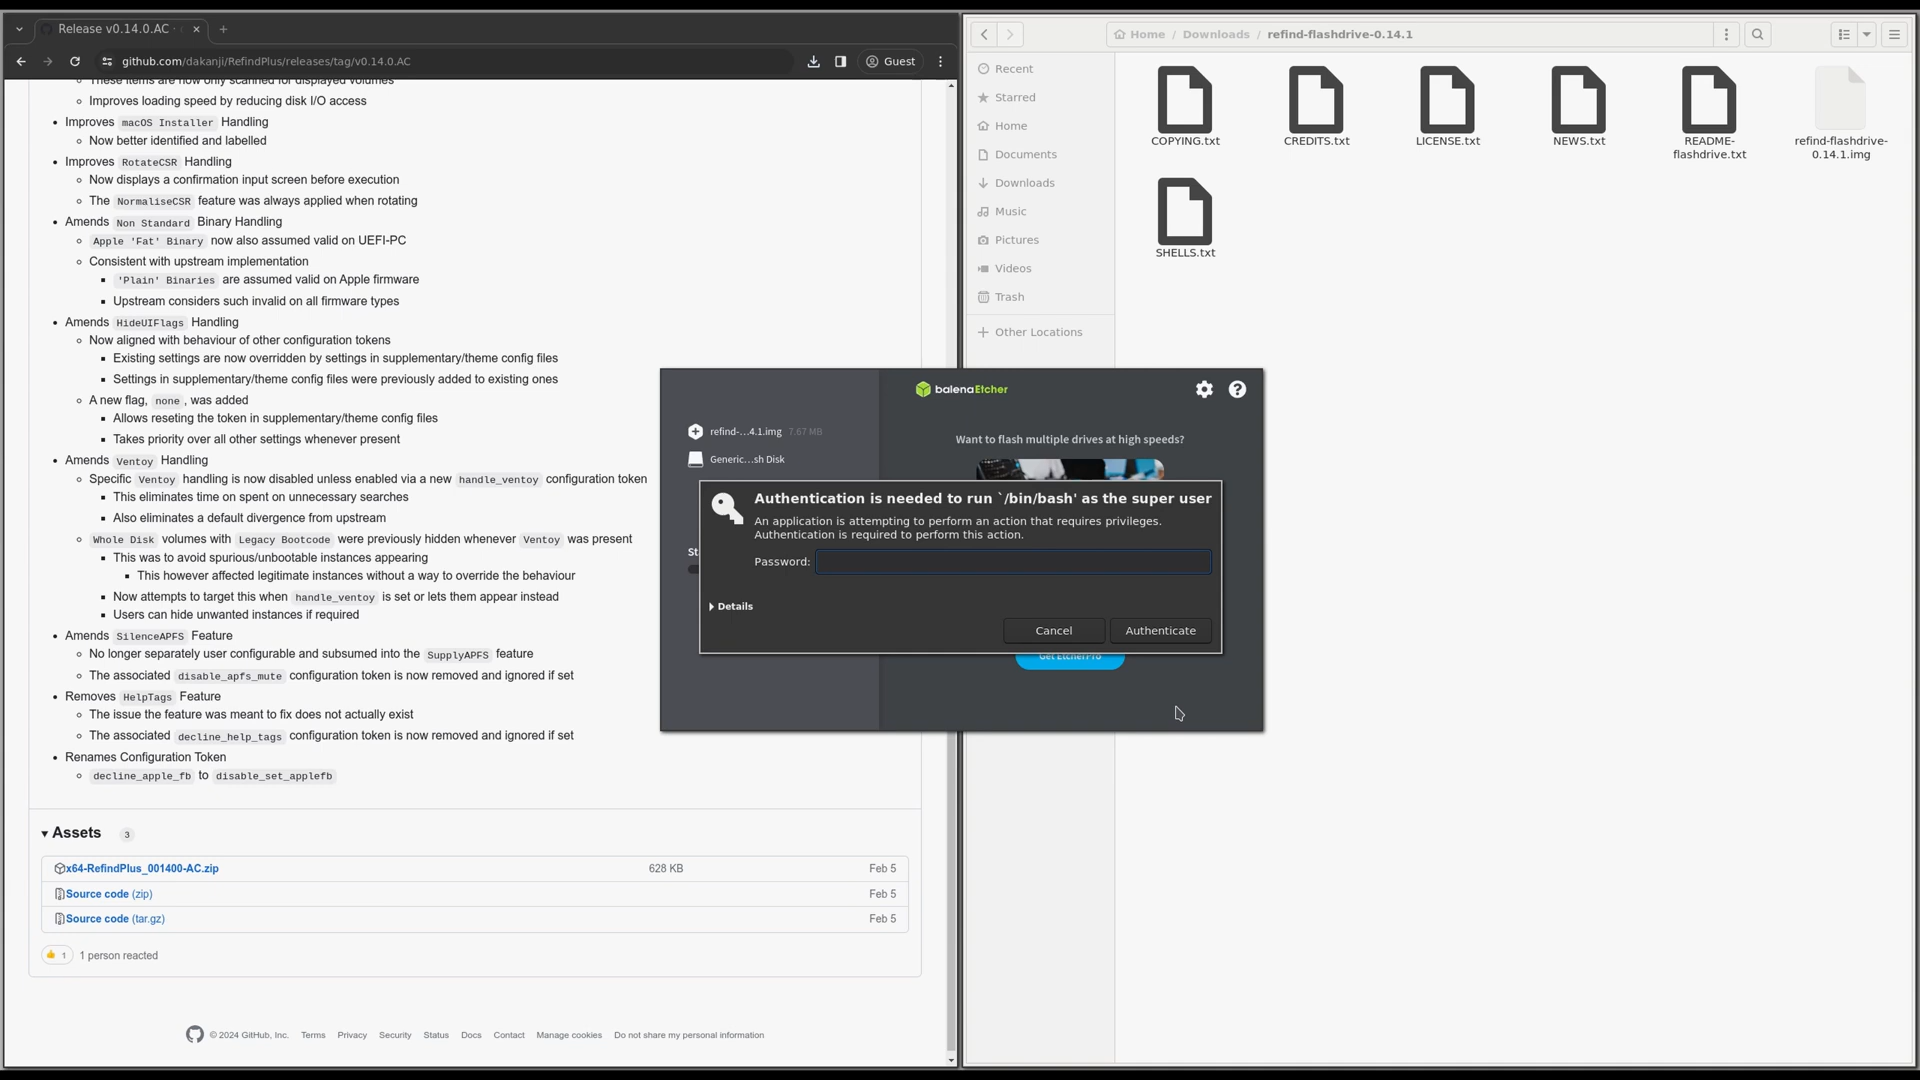 Release v0.14.0.AC ·
github.com/dakanji/RefindPlus/releases/tag/v0.14.0.AC
Guest
These items are now only scanned for displayed volumes
Improves loading speed by reducing disk I/O access
Improves macOS Installer Handling
Now better identified and labelled
Improves RotateCSR Handling
Now displays a confirmation input screen before execution
The NormaliseCSR feature was always applied when rotating
Amends Non Standard Binary Handling
Apple 'Fat' Binary now also assumed valid on UEFI-PC
Consistent with upstream implementation
'Plain' Binaries are assumed valid on Apple firmware
Upstream considers such invalid on all firmware types
Amends HideUIFlags Handling
Now aligned with behaviour of other configuration tokens
Existing settings are now overridden by settings in supplementary/theme config files
Settings in supplementary/theme config files were previously added to existing ones
A new flag, none, was added
Allows reseting the token in supplementary/theme config files
Takes priority over all other settings whenever present
Amends Ventoy Handling
Specific Ventoy handling is now disabled unless enabled via a new handle_ventoy configuration token
This eliminates time on spent on unnecessary searches
Also eliminates a default divergence from upstream
Whole Disk volumes with Legacy Bootcode were previously hidden whenever Ventoy was present
This was to avoid spurious/unbootable instances appearing
This however affected legitimate instances without a way to override the behaviour
Now attempts to target this when handle_ventoy is set or lets them appear instead
Users can hide unwanted instances if required
Amends SilenceAPFS Feature
No longer separately user configurable and subsumed into the SupplyAPFS feature
The associated disable_apfs_mute configuration token is now removed and ignored if set
Removes HelpTags Feature
The issue the feature was meant to fix does not actually exist
The associated decline_help_tags configuration token is now removed and ignored if set
Renames Configuration Token
decline_apple_fb to disable_set_applefb
Assets 3
x64-RefindPlus_001400-AC.zip 628 KB Feb 5
Source code (zip) Feb 5
Source code (tar.gz) Feb 5
👍 1 1 person reacted
© 2024 GitHub, Inc. Terms Privacy Security Status Docs Contact Manage cookies Do not share my personal information
Home / Downloads / refind-flashdrive-0.14.1
Recent
Starred
Home
Documents
Downloads
Music
Pictures
Videos
Trash
Other Locations
COPYING.txt
CREDITS.txt
LICENSE.txt
NEWS.txt
README-
flashdrive.txt
refind-flashdrive-
0.14.1.img
SHELLS.txt
balenaEtcher
refind-...4.1.img 7.67 MB
Generic...sh Disk
Want to flash multiple drives at high speeds?
St
Authentication is needed to run `/bin/bash' as the super user
An application is attempting to perform an action that requires privileges.
Authentication is required to perform this action.
Password:
Details
Cancel
Authenticate
Get EtcherPro